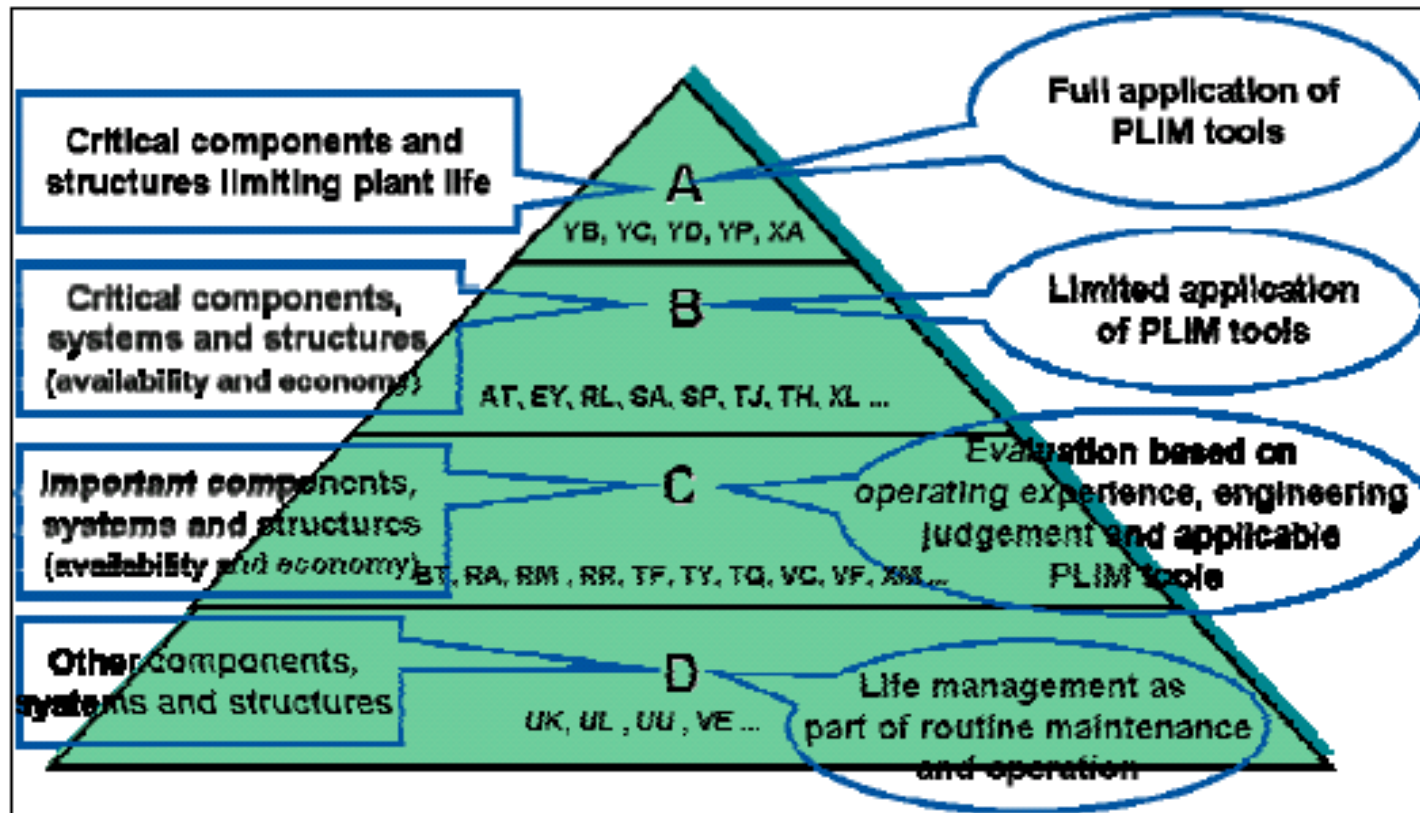 Critical components and
structures limiting plant life
Full application of
PLIM tools
A
YB, YC, YD, YP, XA
Critical components,
systems and structures
(availability and economy)
Limited application
of PLIM tools
B
AT, EY, RL, SA, SP, TJ, TH, XL ...
Important components,
systems and structures
(availability and economy)
Evaluation based on
operating experience, engineering
judgement and applicable
PLIM tools
C
BT, RA, RM , RR, TF, TY, TQ, VC, VF, XM ...
Other components,
systems and structures
Life management as
part of routine maintenance
and operation
D
UK, UL , UU , VE ...